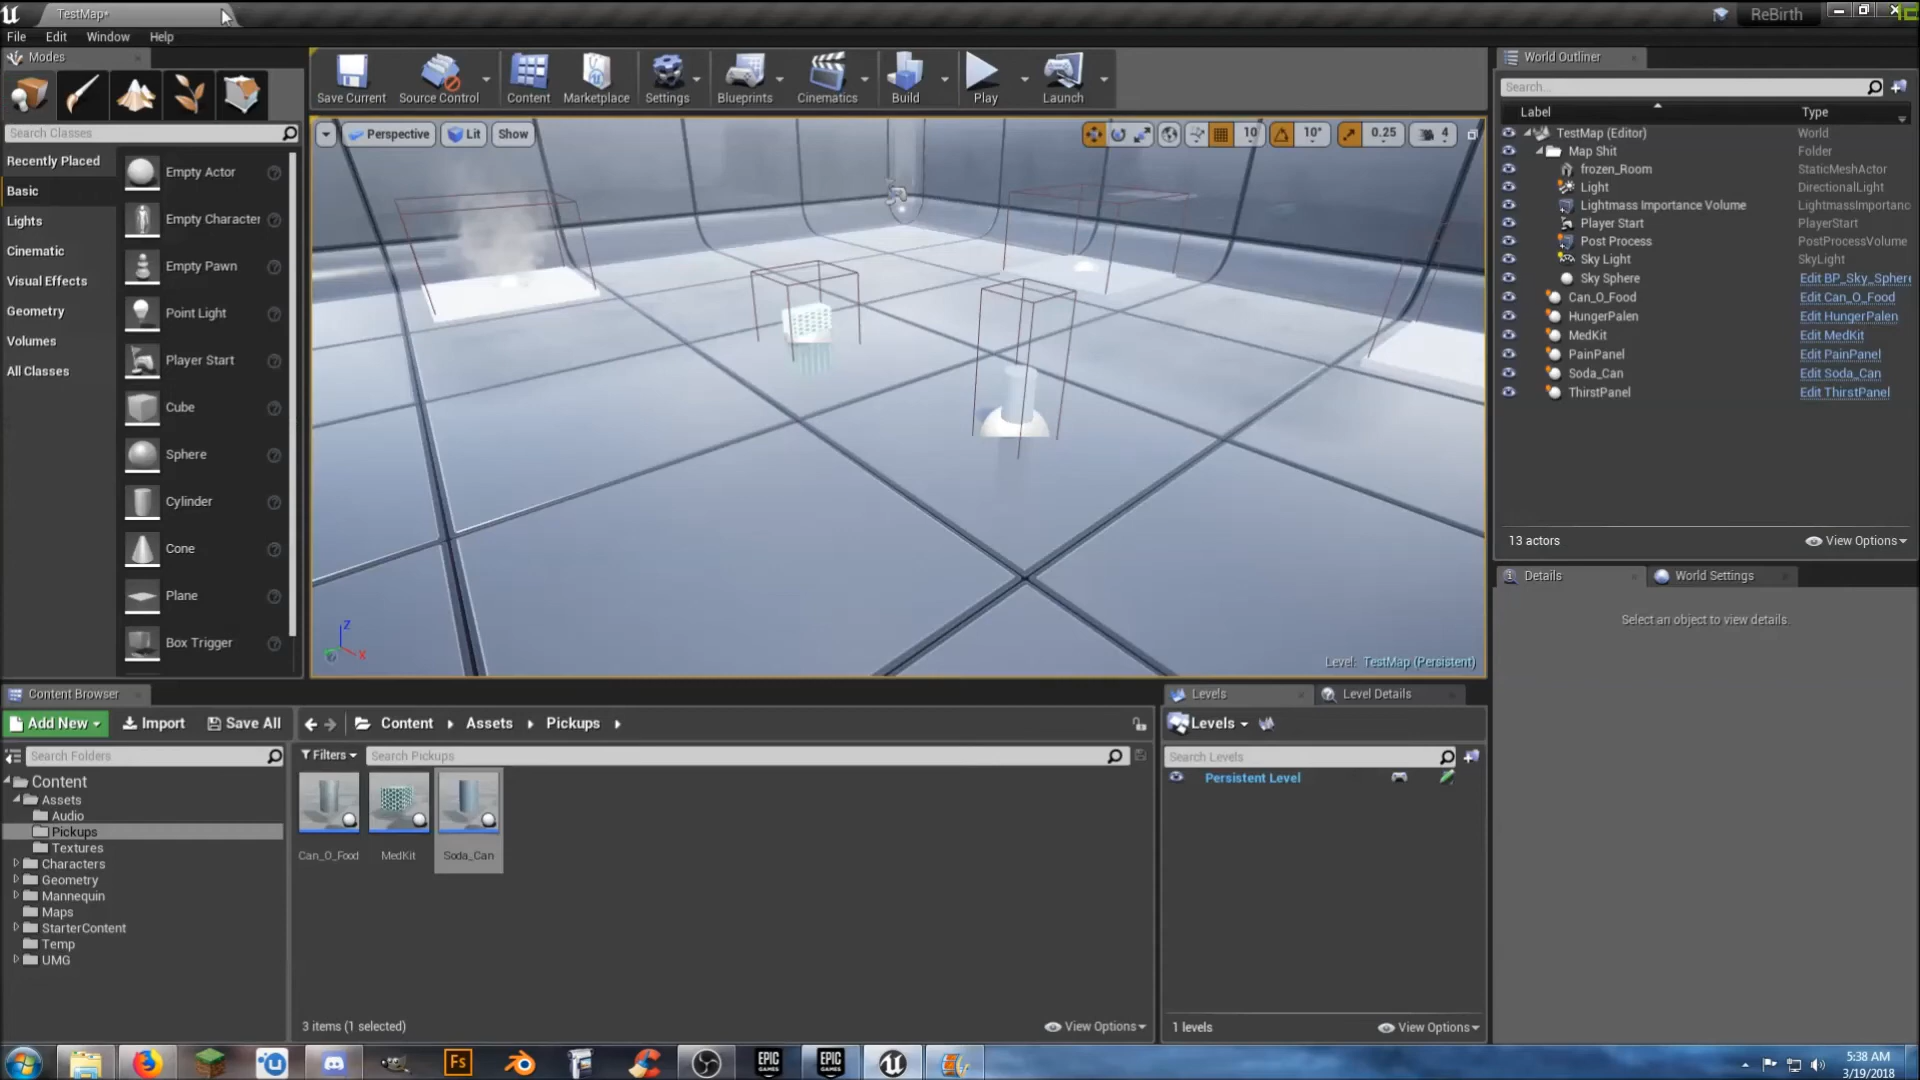 TestMap*
ReBirth
File Edit Window Help
Modes
Search Classes
Recently Placed
Basic
Lights
Cinematic
Visual Effects
Geometry
Volumes
All Classes
Empty Actor
Empty Character
Empty Pawn
Point Light
Player Start
Cube
Sphere
Cylinder
Cone
Plane
Box Trigger
Save Current Source Control Content Marketplace Settings Blueprints Cinematics Build Play Launch
Perspective Lit Show 10 10° 0.25 4
Z
X
Level: TestMap (Persistent)
World Outliner
Search...
Label Type
TestMap (Editor) World
Map Shit Folder
frozen_Room StaticMeshActor
Light DirectionalLight
Lightmass Importance Volume LightmassImportanc
Player Start PlayerStart
Post Process PostProcessVolume
Sky Light SkyLight
Sky Sphere Edit BP_Sky_Sphere
Can_O_Food Edit Can_O_Food
HungerPalen Edit HungerPalen
MedKit Edit MedKit
PainPanel Edit PainPanel
Soda_Can Edit Soda_Can
ThirstPanel Edit ThirstPanel
13 actors View Options
Details World Settings
Select an object to view details.
Content Browser
Add New Import Save All Content Assets Pickups
Search Folders
Content
Assets
Audio
Pickups
Textures
Characters
Geometry
Mannequin
Maps
StarterContent
Temp
UMG
Filters Search Pickups
Can_O_Food MedKit Soda_Can
3 items (1 selected) View Options
Levels Level Details
Levels
Search Levels
Persistent Level
1 levels View Options
Fs
EPIC GAMES
EPIC GAMES
5:38 AM
3/19/2018